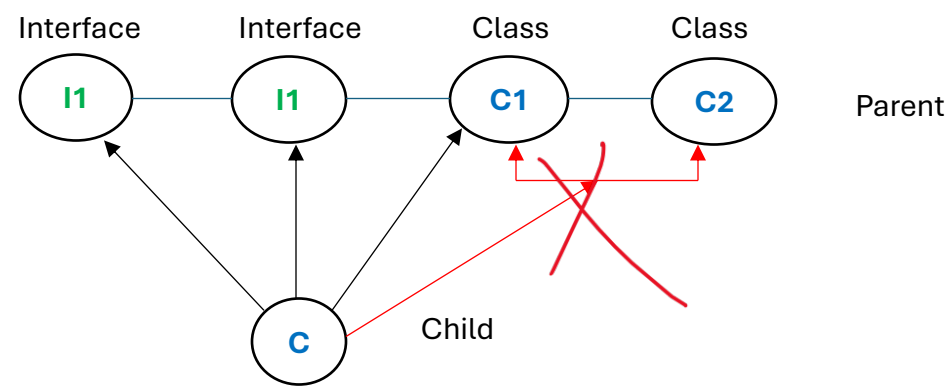 Interface Interface Class Class
I1 I1 C1 C2
Parent
C
Child